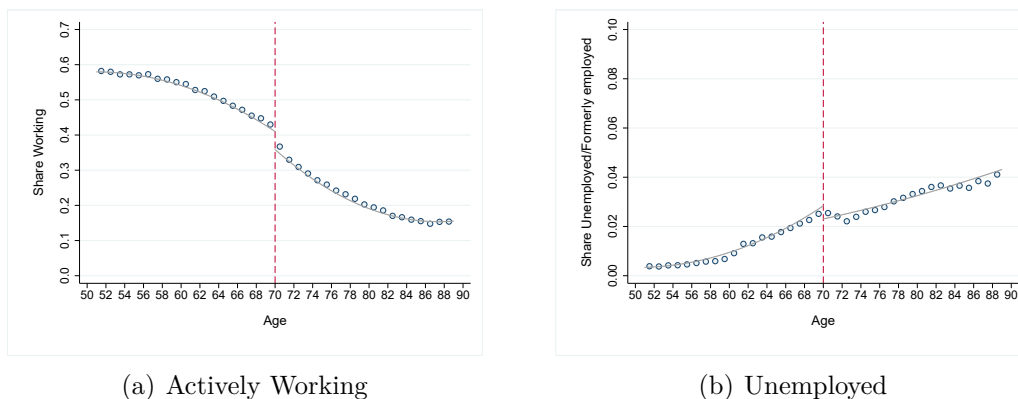 0.7
0.6
0.5
0.4
0.3
0.2
0.1
0.0
Share Working
50 52 54 56 58 60 62 64 66 68 70 72 74 76 78 80 82 84 86 88 90
Age
(a) Actively Working
0.10
0.08
0.06
0.04
0.02
0.00
Share Unemployed/Formerly employed
50 52 54 56 58 60 62 64 66 68 70 72 74 76 78 80 82 84 86 88 90
Age
(b) Unemployed